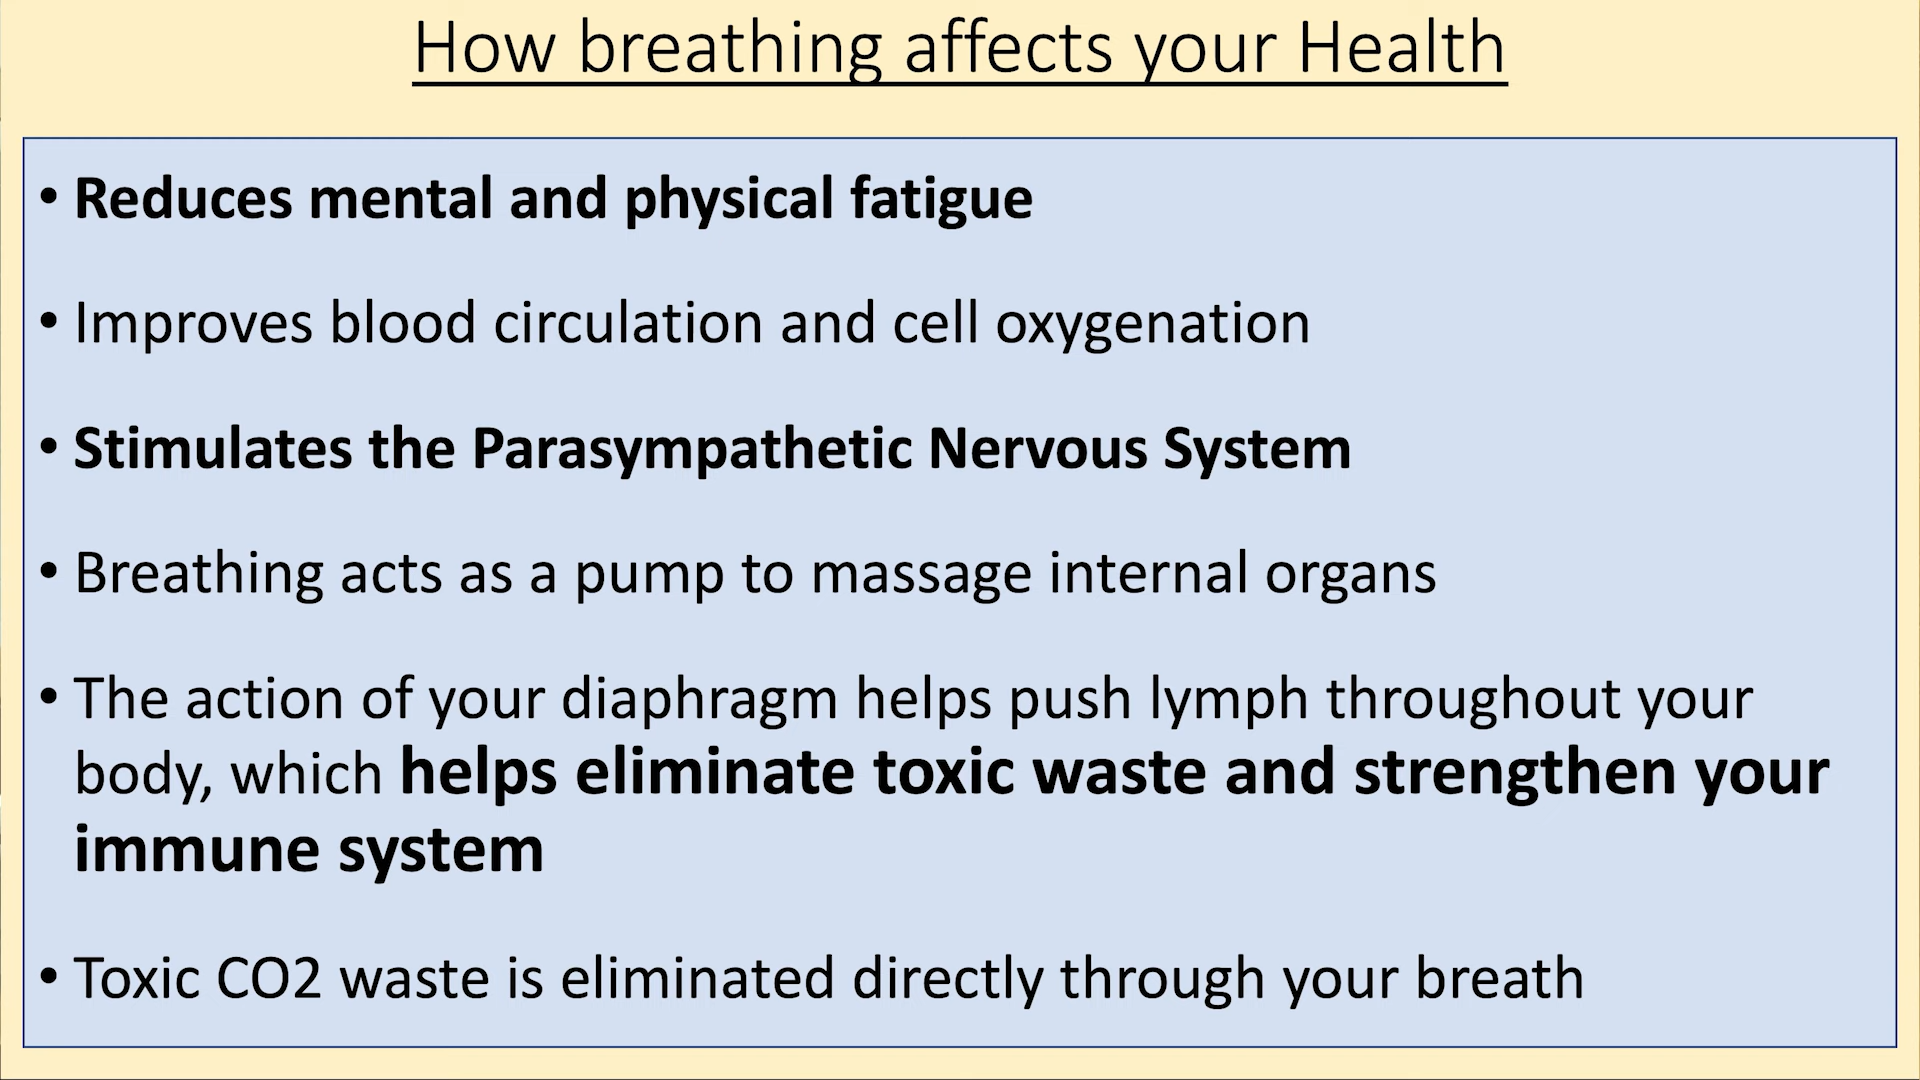 How breathing affects your Health
• Reduces mental and physical fatigue
• Improves blood circulation and cell oxygenation
• Stimulates the Parasympathetic Nervous System
• Breathing acts as a pump to massage internal organs
• The action of your diaphragm helps push lymph throughout your
body, which helps eliminate toxic waste and strengthen your
immune system
• Toxic CO2 waste is eliminated directly through your breath